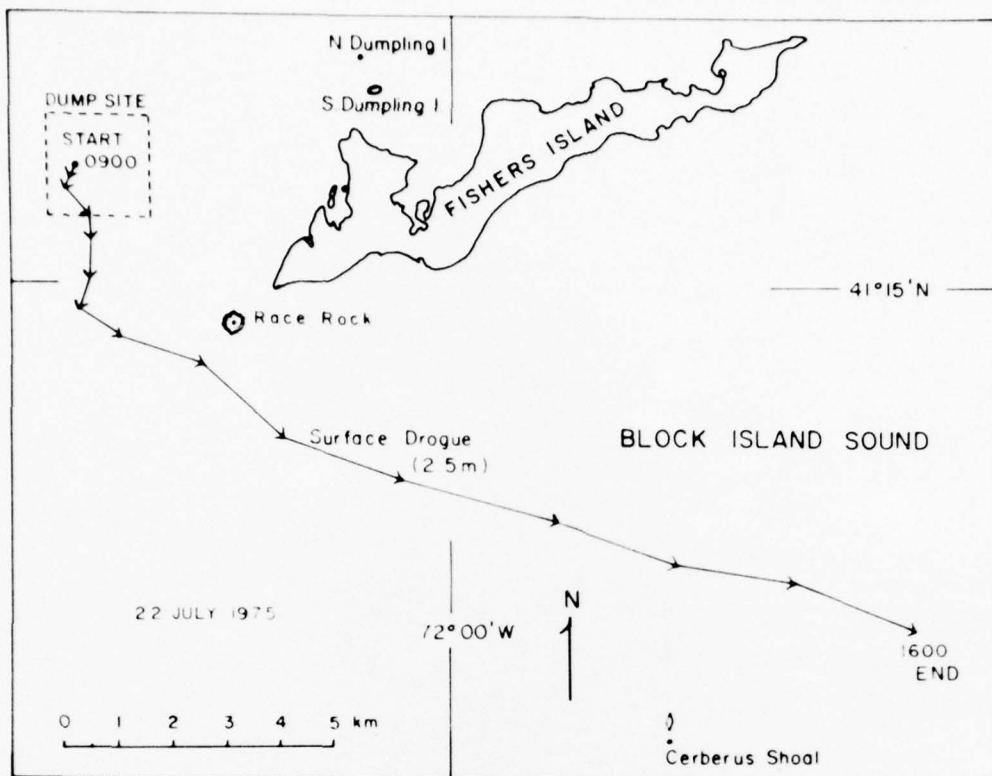 N Dumpling I.
S Dumpling I.
DUMP SITE
START
0900
FISHERS ISLAND
41°15'N
Race Rock
Surface Drogue
(2.5m)
BLOCK ISLAND SOUND
22 JULY 1975
72°00'W
N
1600
END
0 1 2 3 4 5 km
Cerberus Shoal